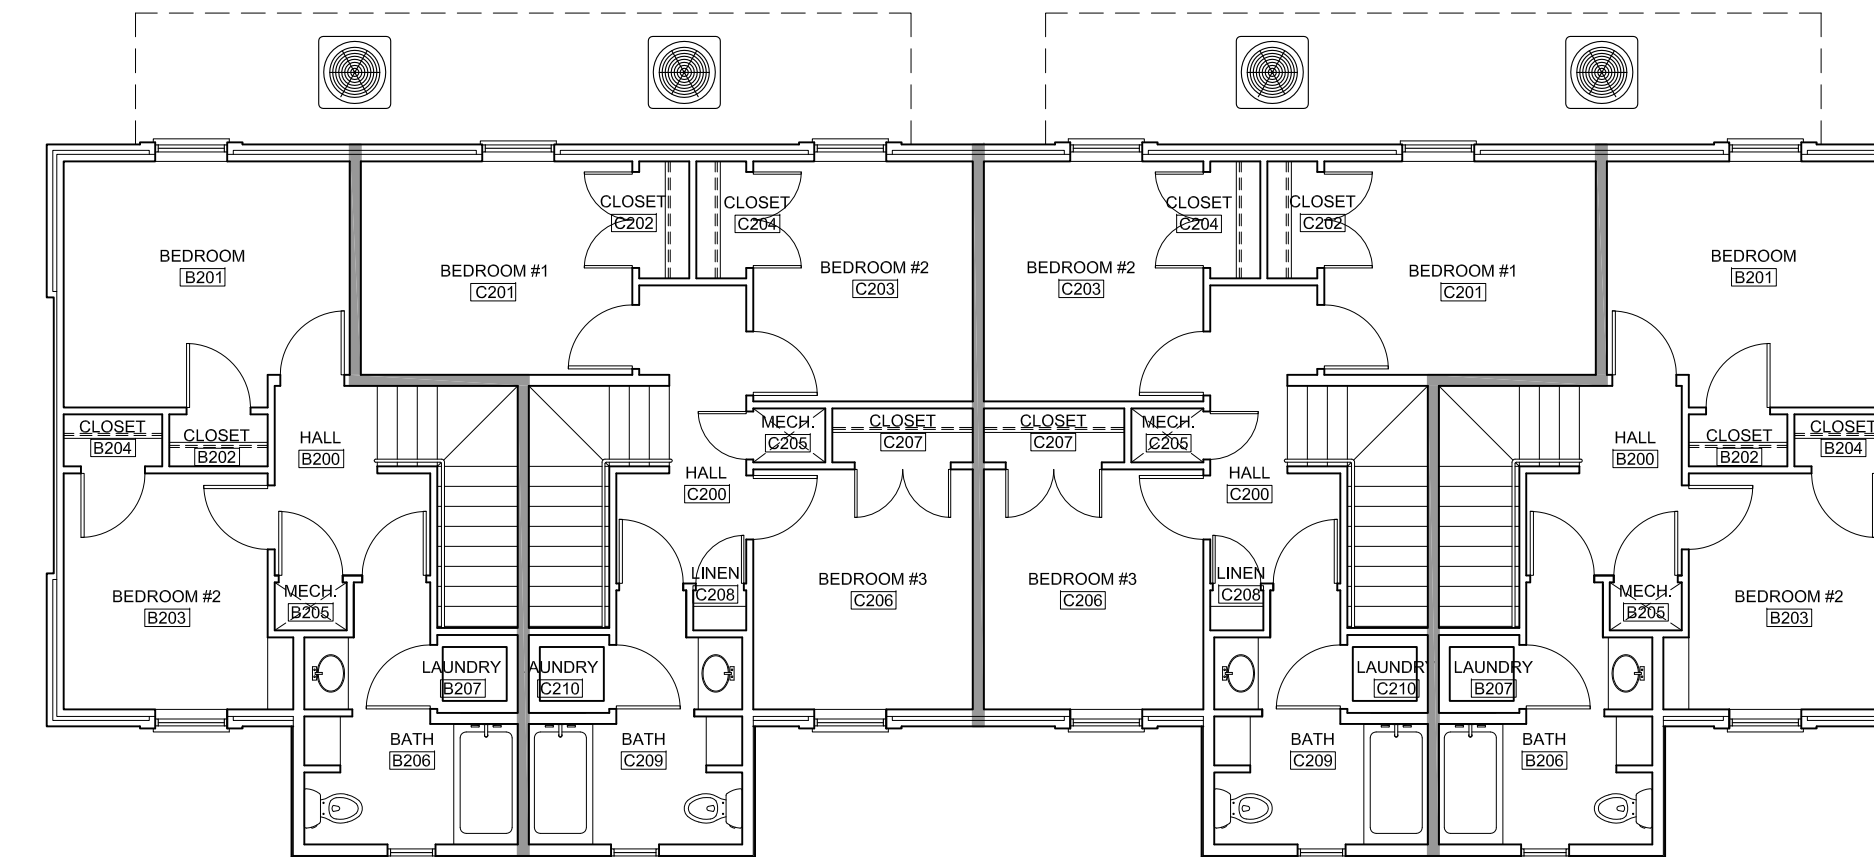 BEDROOM
B201
BEDROOM #1
C201
CLOSET
C202
CLOSET
C204
BEDROOM #2
C203
BEDROOM #2
C203
CLOSET
C204
CLOSET
C202
BEDROOM #1
C201
BEDROOM
B201
CLOSET
B204
CLOSET
B202
HALL
B200
MECH.
C205
CLOSET
C207
CLOSET
C207
MECH.
C205
HALL
B200
CLOSET
B202
CLOSET
B204
HALL
C200
HALL
C200
BEDROOM #2
B203
MECH.
B205
LINEN
C208
BEDROOM #3
C206
BEDROOM #3
C206
LINEN
C208
MECH.
B205
BEDROOM #2
B203
LAUNDRY
B207
AUNDRY
C210
LAUNDRY
C210
LAUNDRY
B207
BATH
B206
BATH
C209
BATH
C209
BATH
B206